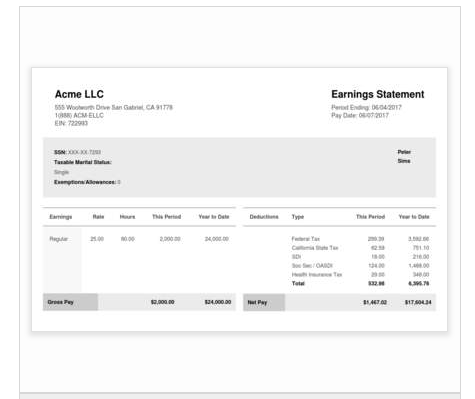 Acme LLC
555 Woolworth Drive San Gabriel, CA 91778
1(888) ACM-ELLC
EIN: 722993
Earnings Statement
Period Ending: 06/04/2017
Pay Date: 06/07/2017
SSN: XXX-XX-7293
Taxable Marital Status:
Single
Exemptions/Allowances: 0
Peter
Sims
Earnings Rate Hours This Period Year to Date
Regular 25.00 80.00 2,000.00 24,000.00
Gross Pay $2,000.00 $24,000.00
Deductions Type This Period Year to Date
Federal Tax 299.39 3,592.66
California State Tax 62.59 751.10
SDI 18.00 216.00
Soc Sec / OASDI 124.00 1,488.00
Health Insurance Tax 29.00 348.00
Total 532.98 6,395.76
Net Pay $1,467.02 $17,604.24